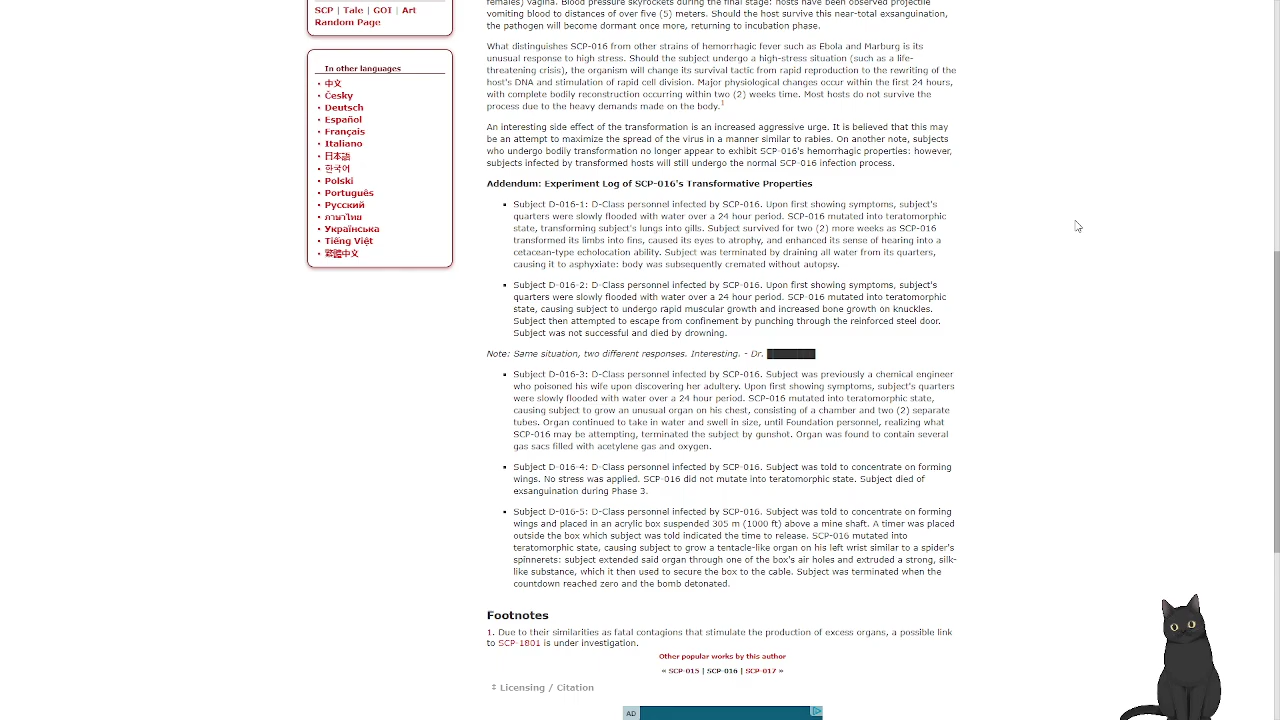 SCP | Tale | GOI | Art
Random Page
In other languages
中文
Česky
Deutsch
Español
Français
Italiano
日本語
한국어
Polski
Português
Русский
ภาษาไทย
Українська
Tiếng Việt
繁體中文
females) vagina. Blood pressure skyrockets during the final stage: hosts have been observed projectile
vomiting blood to distances of over five (5) meters. Should the host survive this near-total exsanguination,
the pathogen will become dormant once more, returning to incubation phase.
What distinguishes SCP-016 from other strains of hemorrhagic fever such as Ebola and Marburg is its
unusual response to high stress. Should the subject undergo a high-stress situation (such as a life-
threatening crisis), the organism will change its survival tactic from rapid reproduction to the rewriting of the
host's DNA and stimulation of rapid cell division. Major physiological changes occur within the first 24 hours,
with complete bodily reconstruction occurring within two (2) weeks time. Most hosts do not survive the
process due to the heavy demands made on the body.1
An interesting side effect of the transformation is an increased aggressive urge. It is believed that this may
be an attempt to maximize the spread of the virus in a manner similar to rabies. On another note, subjects
who undergo bodily transformation no longer appear to exhibit SCP-016's hemorrhagic properties: however,
subjects infected by transformed hosts will still undergo the normal SCP-016 infection process.
Addendum: Experiment Log of SCP-016's Transformative Properties
Subject D-016-1: D-Class personnel infected by SCP-016. Upon first showing symptoms, subject's
quarters were slowly flooded with water over a 24 hour period. SCP-016 mutated into teratomorphic
state, transforming subject's lungs into gills. Subject survived for two (2) more weeks as SCP-016
transformed its limbs into fins, caused its eyes to atrophy, and enhanced its sense of hearing into a
cetacean-type echolocation ability. Subject was terminated by draining all water from its quarters,
causing it to asphyxiate: body was subsequently cremated without autopsy.
Subject D-016-2: D-Class personnel infected by SCP-016. Upon first showing symptoms, subject's
quarters were slowly flooded with water over a 24 hour period. SCP-016 mutated into teratomorphic
state, causing subject to undergo rapid muscular growth and increased bone growth on knuckles.
Subject then attempted to escape from confinement by punching through the reinforced steel door.
Subject was not successful and died by drowning.
Note: Same situation, two different responses. Interesting. - Dr.
Subject D-016-3: D-Class personnel infected by SCP-016. Subject was previously a chemical engineer
who poisoned his wife upon discovering her adultery. Upon first showing symptoms, subject's quarters
were slowly flooded with water over a 24 hour period. SCP-016 mutated into teratomorphic state,
causing subject to grow an unusual organ on his chest, consisting of a chamber and two (2) separate
tubes. Organ continued to take in water and swell in size, until Foundation personnel, realizing what
SCP-016 may be attempting, terminated the subject by gunshot. Organ was found to contain several
gas sacs filled with acetylene gas and oxygen.
Subject D-016-4: D-Class personnel infected by SCP-016. Subject was told to concentrate on forming
wings. No stress was applied. SCP-016 did not mutate into teratomorphic state. Subject died of
exsanguination during Phase 3.
Subject D-016-5: D-Class personnel infected by SCP-016. Subject was told to concentrate on forming
wings and placed in an acrylic box suspended 305 m (1000 ft) above a mine shaft. A timer was placed
outside the box which subject was told indicated the time to release. SCP-016 mutated into
teratomorphic state, causing subject to grow a tentacle-like organ on his left wrist similar to a spider's
spinnerets: subject extended said organ through one of the box's air holes and extruded a strong, silk-
like substance, which it then used to secure the box to the cable. Subject was terminated when the
countdown reached zero and the bomb detonated.
Footnotes
1. Due to their similarities as fatal contagions that stimulate the production of excess organs, a possible link
to SCP-1801 is under investigation.
Other popular works by this author
« SCP-015 | SCP-016 | SCP-017 »
‡ Licensing / Citation
AD